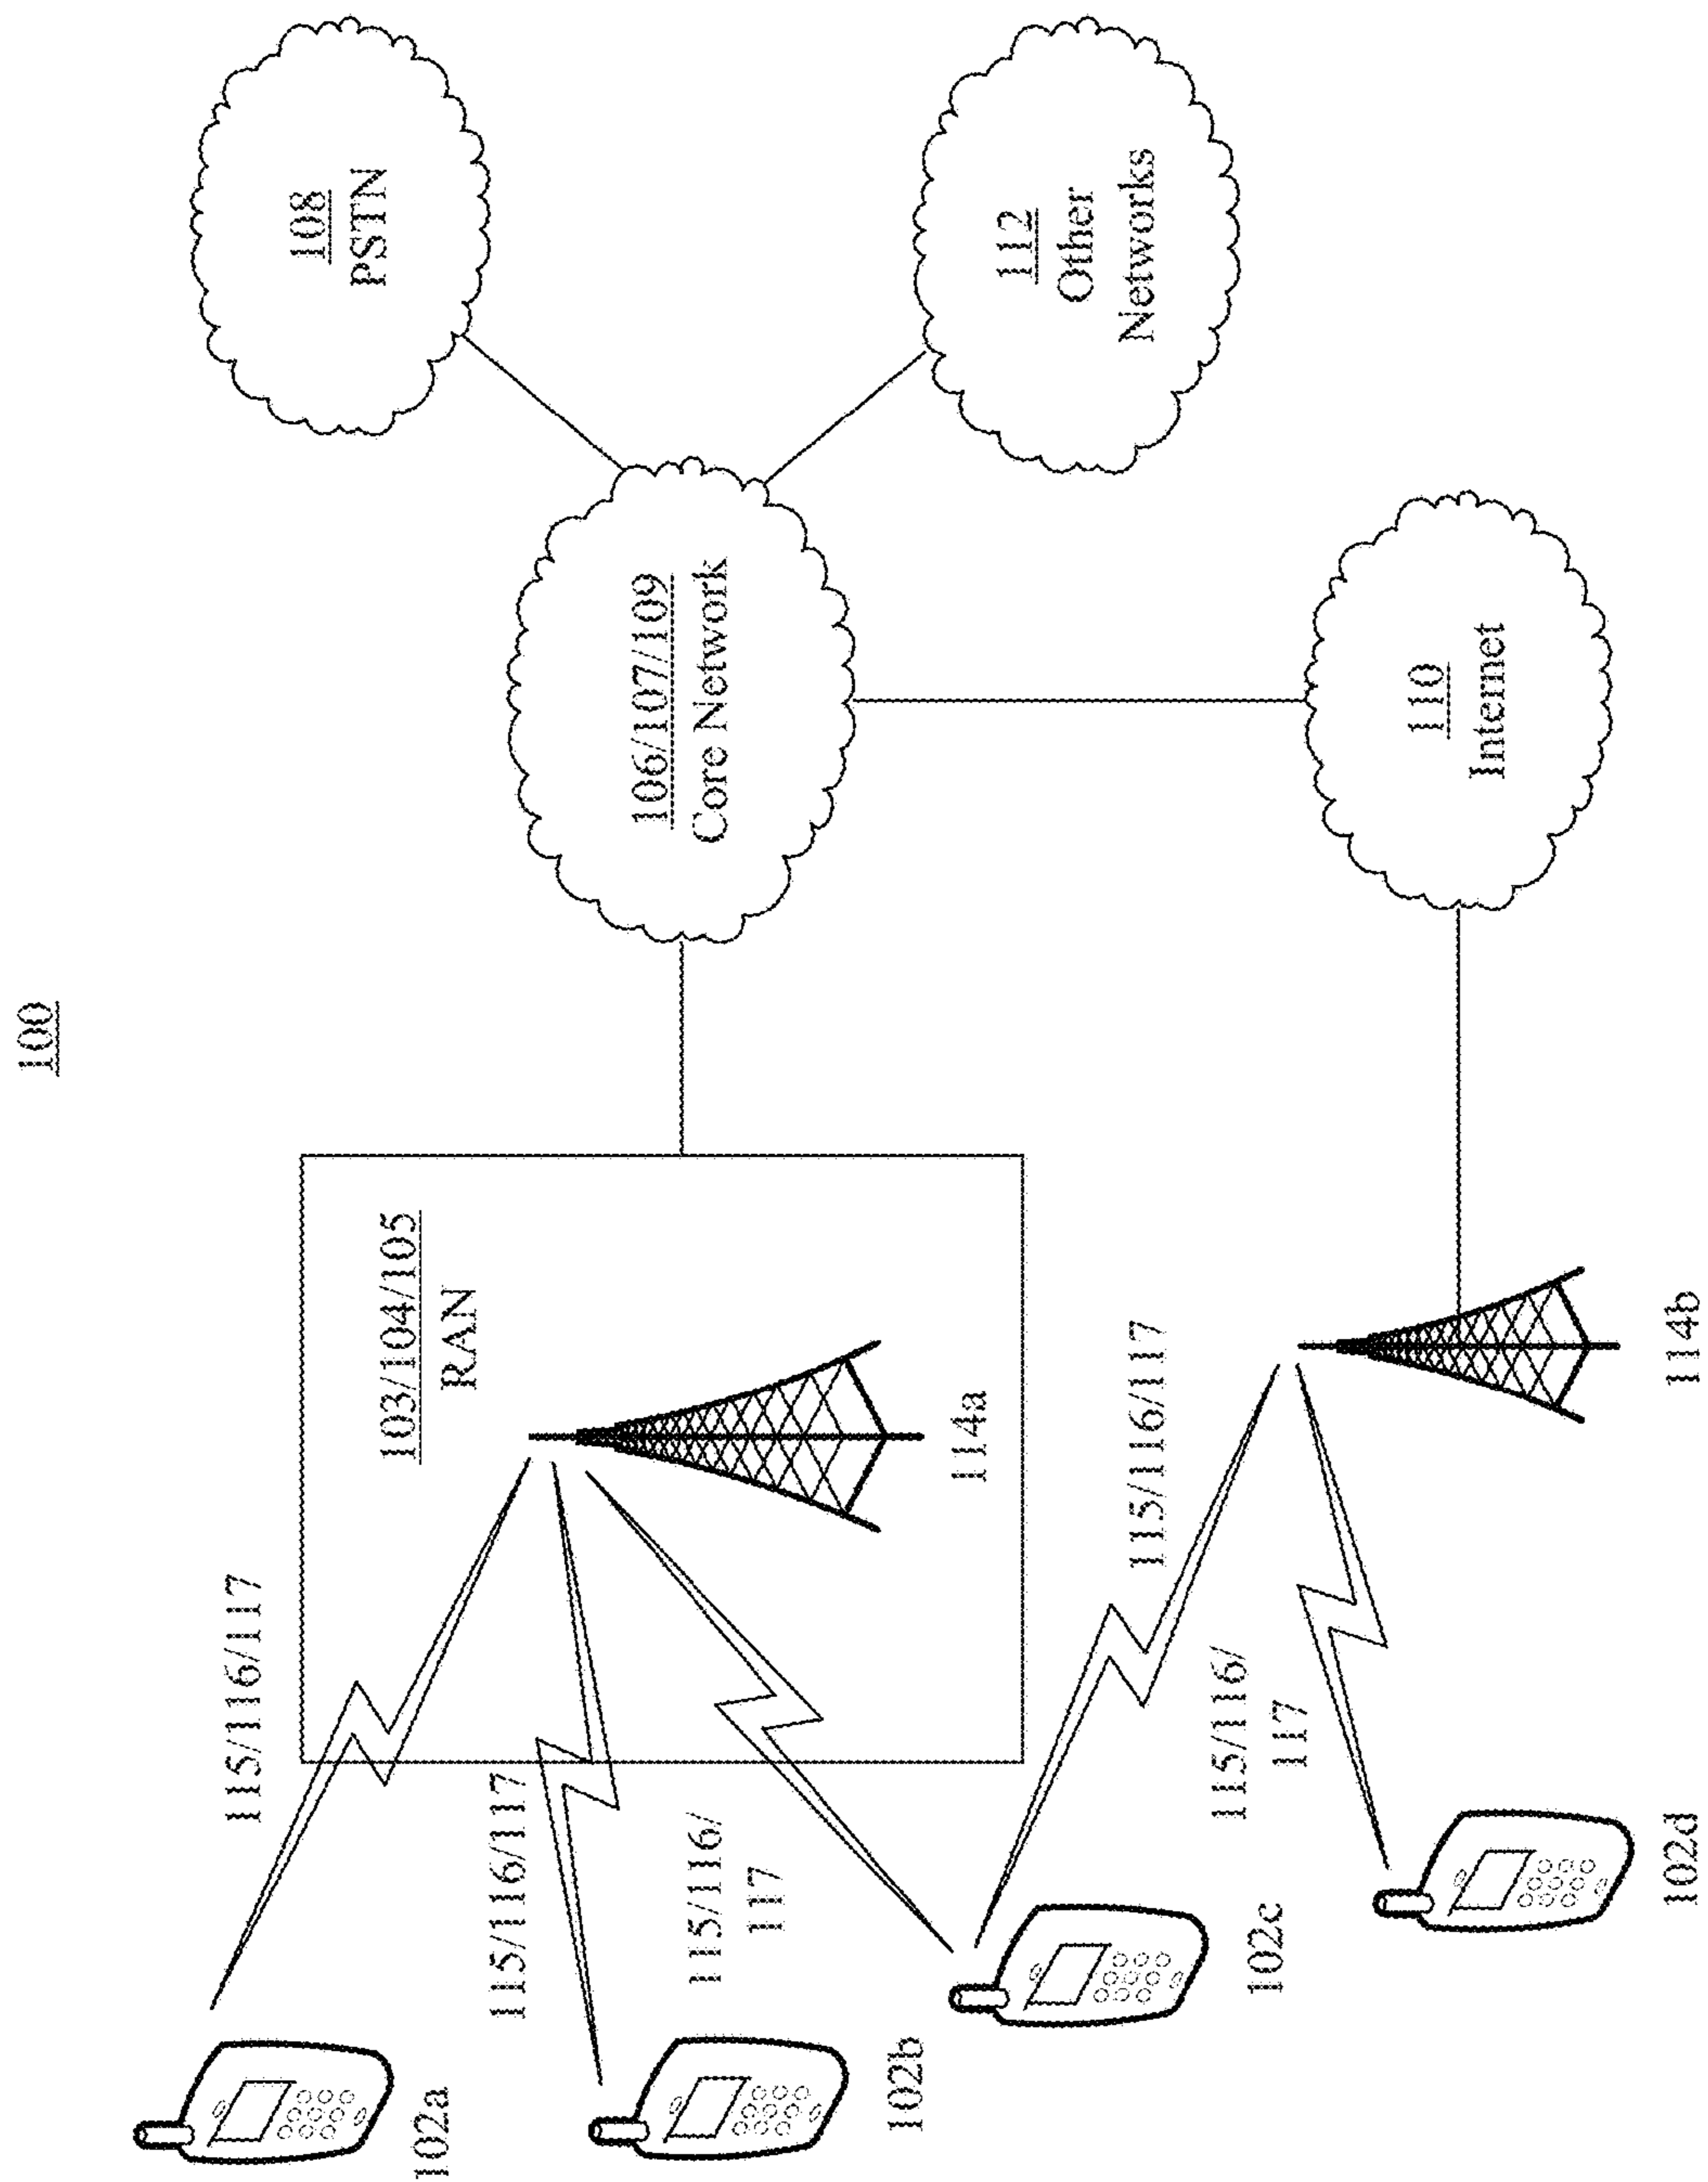 100
115/116/117
103/104/105
RAN
114a
102a
115/116/117
102b
115/116/
117
102c
115/116/117
115/116/
117
102d
114b
106/107/109
Core Network
108
PSTN
112
Other
Networks
110
Internet